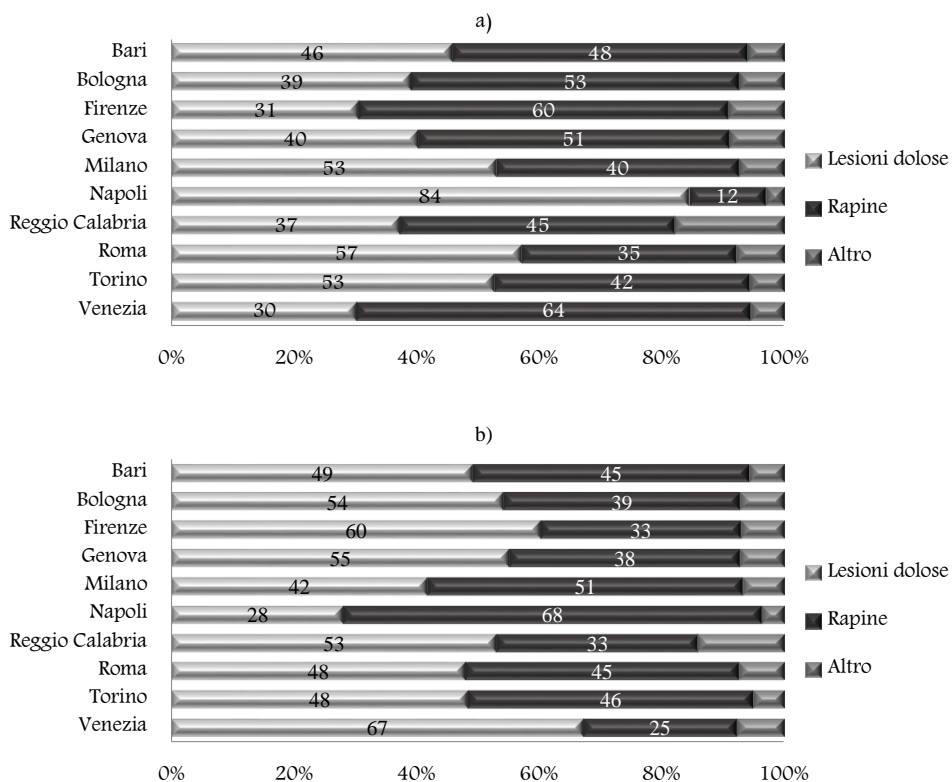 a)
Bari 46 48
Bologna 39 53
Firenze 31 60
Genova 40 51
Milano 53 40
Napoli 84 12
Reggio Calabria 37 45
Roma 57 35
Torino 53 42
Venezia 30 64
0% 20% 40% 60% 80% 100%
Lesioni dolose
Rapine
Altro
b)
Bari 49 45
Bologna 54 39
Firenze 60 33
Genova 55 38
Milano 42 51
Napoli 28 68
Reggio Calabria 53 33
Roma 48 45
Torino 48 46
Venezia 67 25
0% 20% 40% 60% 80% 100%
Lesioni dolose
Rapine
Altro